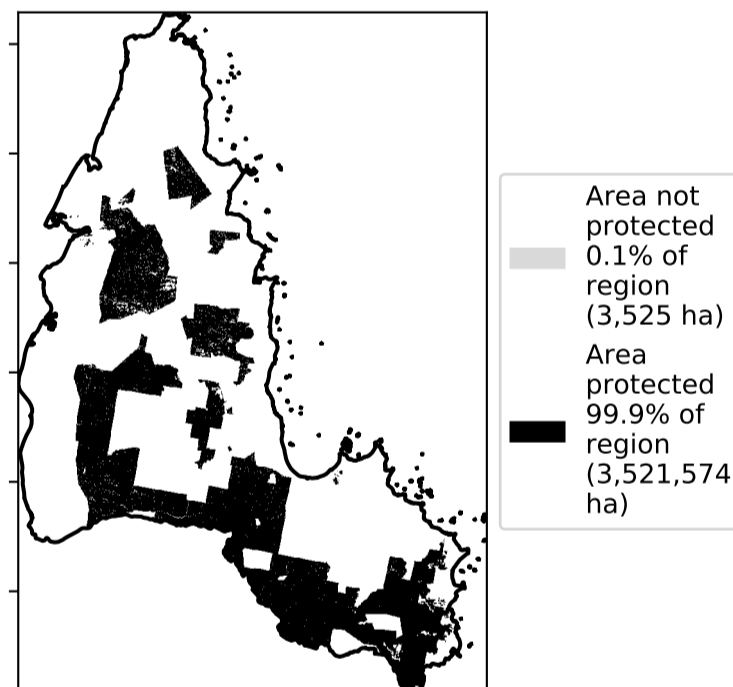 Area not
protected
0.1% of
region
(3,525 ha)
Area
protected
99.9% of
region
(3,521,574
ha)